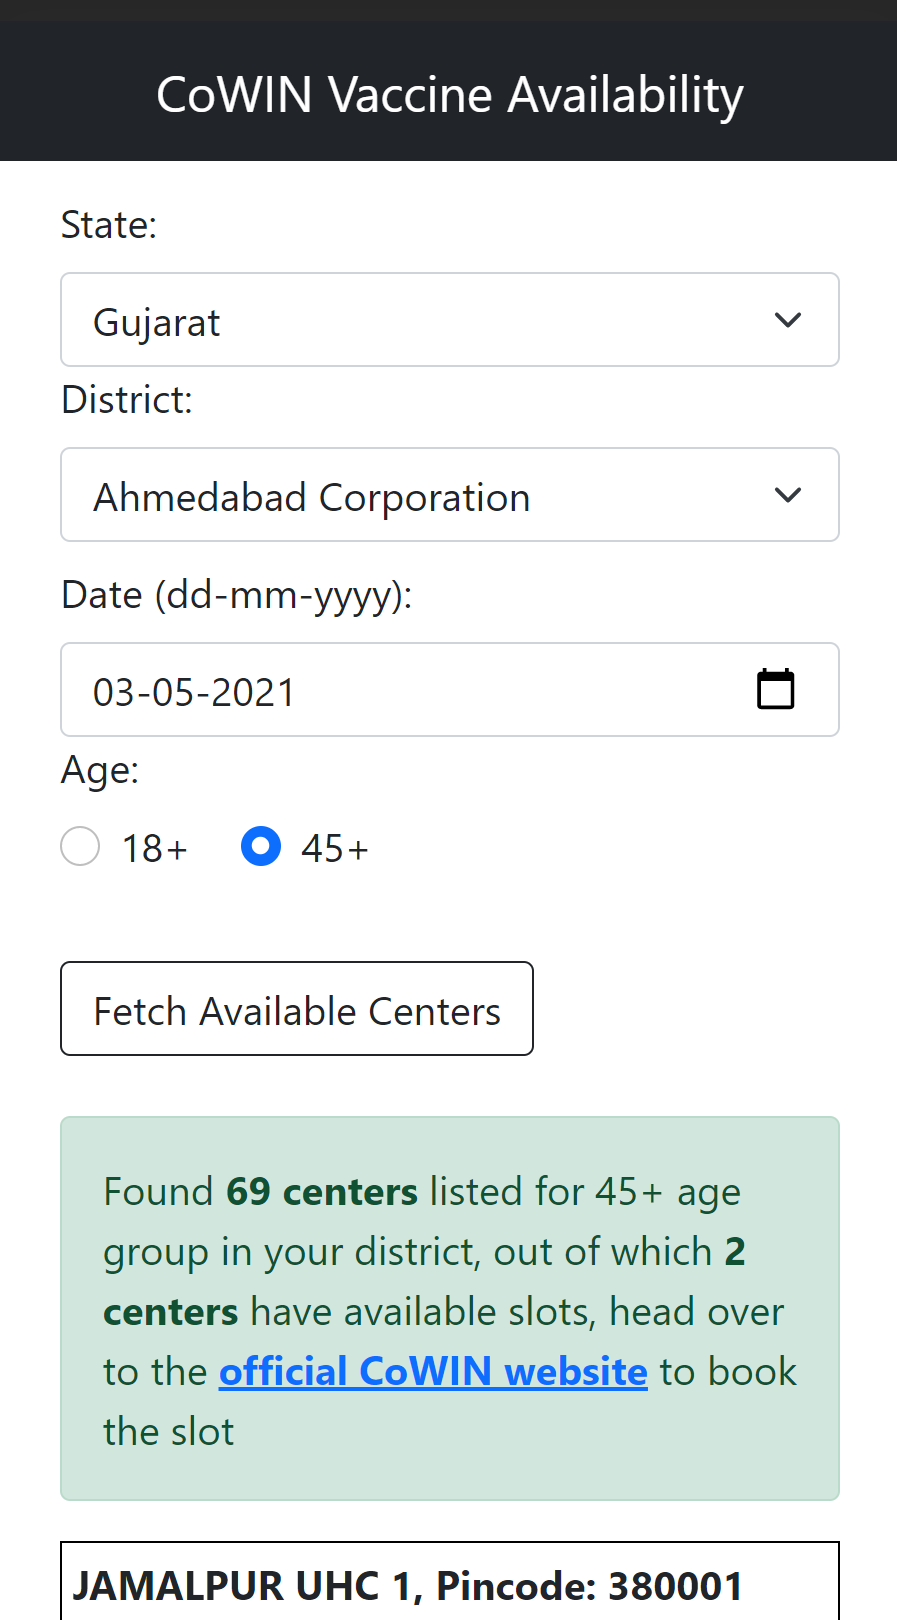 CoWIN Vaccine Availability
State:
Gujarat
District:
Ahmedabad Corporation
Date (dd-mm-yyyy):
03-05-2021
Age:
18+ 45+
Fetch Available Centers
Found 69 centers listed for 45+ age
group in your district, out of which 2
centers have available slots, head over
to the official CoWIN website to book
the slot
JAMALPUR UHC 1, Pincode: 380001